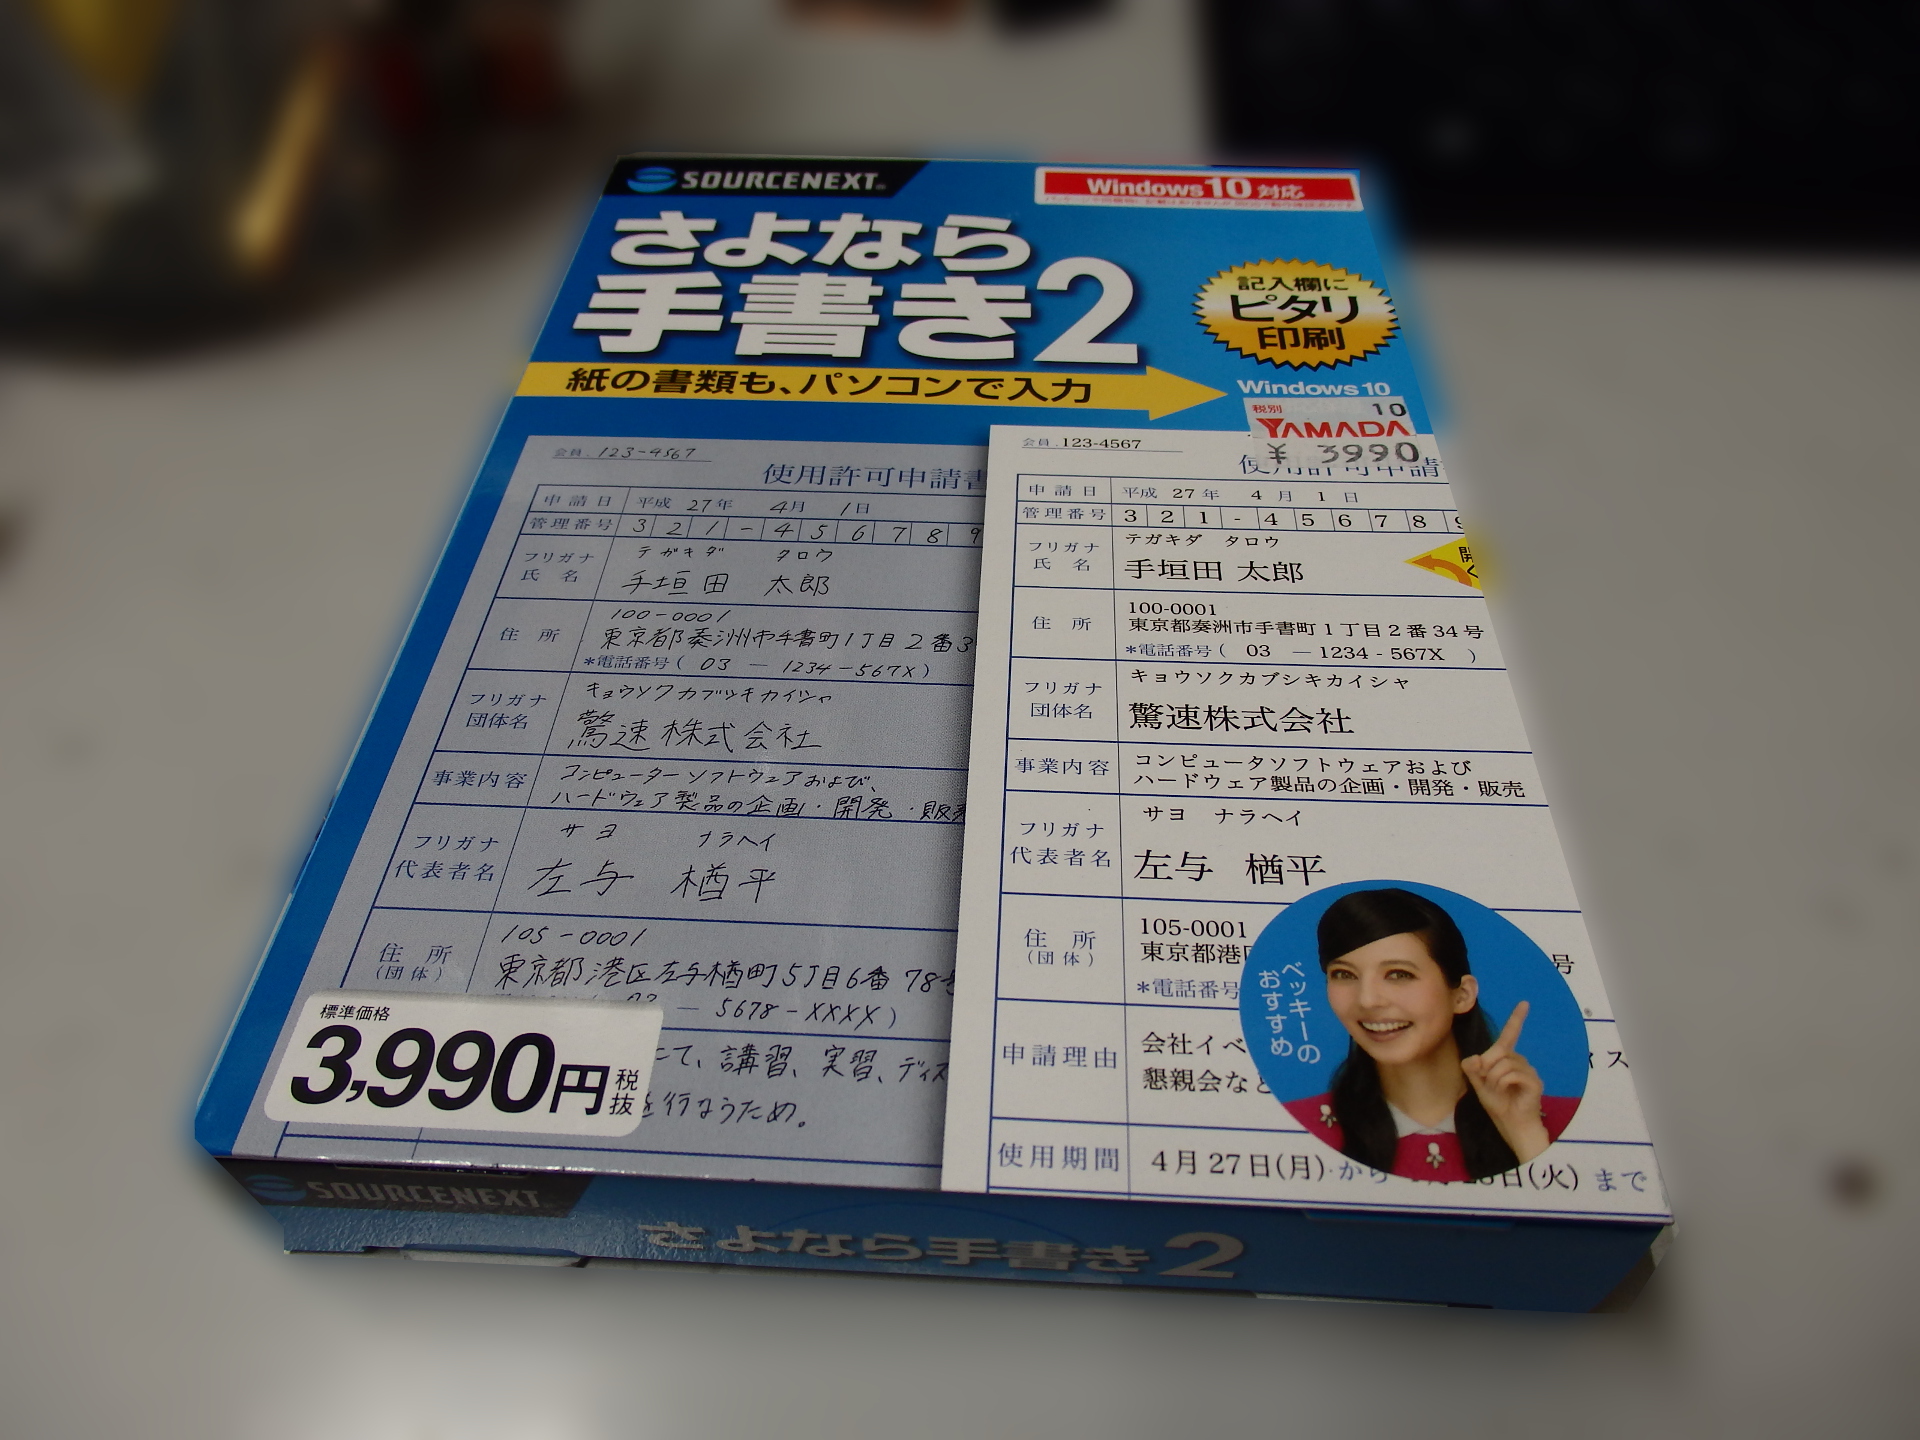 SOURCENEXT
Windows10 対応
さよなら
手書き2
記入欄に
ピタリ
印刷
紙の書類も、パソコンで入力
Windows 10
税別 10
YAMADA
¥ 3990
会員.123-4567
使用許可申請書
申請日 平成 27年 4月 1日
管理番号 3 2 1 - 4 5 6 7 8 9
フリガナ テガキダ タロウ
氏名 手垣田 太郎
100-0001
住所 東京都奏洲市手書町1丁目2番3
*電話番号( 03 ― 1234-567X )
フリガナ キョウソクカブシキカイシャ
団体名 驚速株式会社
事業内容 コンピューターソフトウェアおよび、
ハードウェア製品の企画・開発・販売
フリガナ サヨ ナラヘイ
代表者名 左与 楢平
105-0001
住所 東京都港区左与楢町5丁目6番78号
(団体)
― 5678-XXXX )
にて、講習、実習、ディス
を行なうため。
標準価格
3,990円税抜
会員.123-4567
使用許可申請
申請日 平成 27年 4月 1日
管理番号 3 2 1 - 4 5 6 7 8 9
フリガナ テガキダ タロウ
氏名 手垣田 太郎
開く
100-0001
住所 東京都奏洲市手書町1丁目2番34号
*電話番号( 03 ―1234-567X )
フリガナ キョウソクカブシキカイシャ
団体名 驚速株式会社
事業内容 コンピュータソフトウェアおよび
ハードウェア製品の企画・開発・販売
フリガナ サヨ ナラヘイ
代表者名 左与 楢平
105-0001
住所 東京都港 号
(団体)
*電話番号
申請理由 会社イベ ィス
懇親会など
使用期間 4月27日(月)から 日(火)まで
ベッキーの
おすすめ
SOURCENEXT
さよなら手書き2